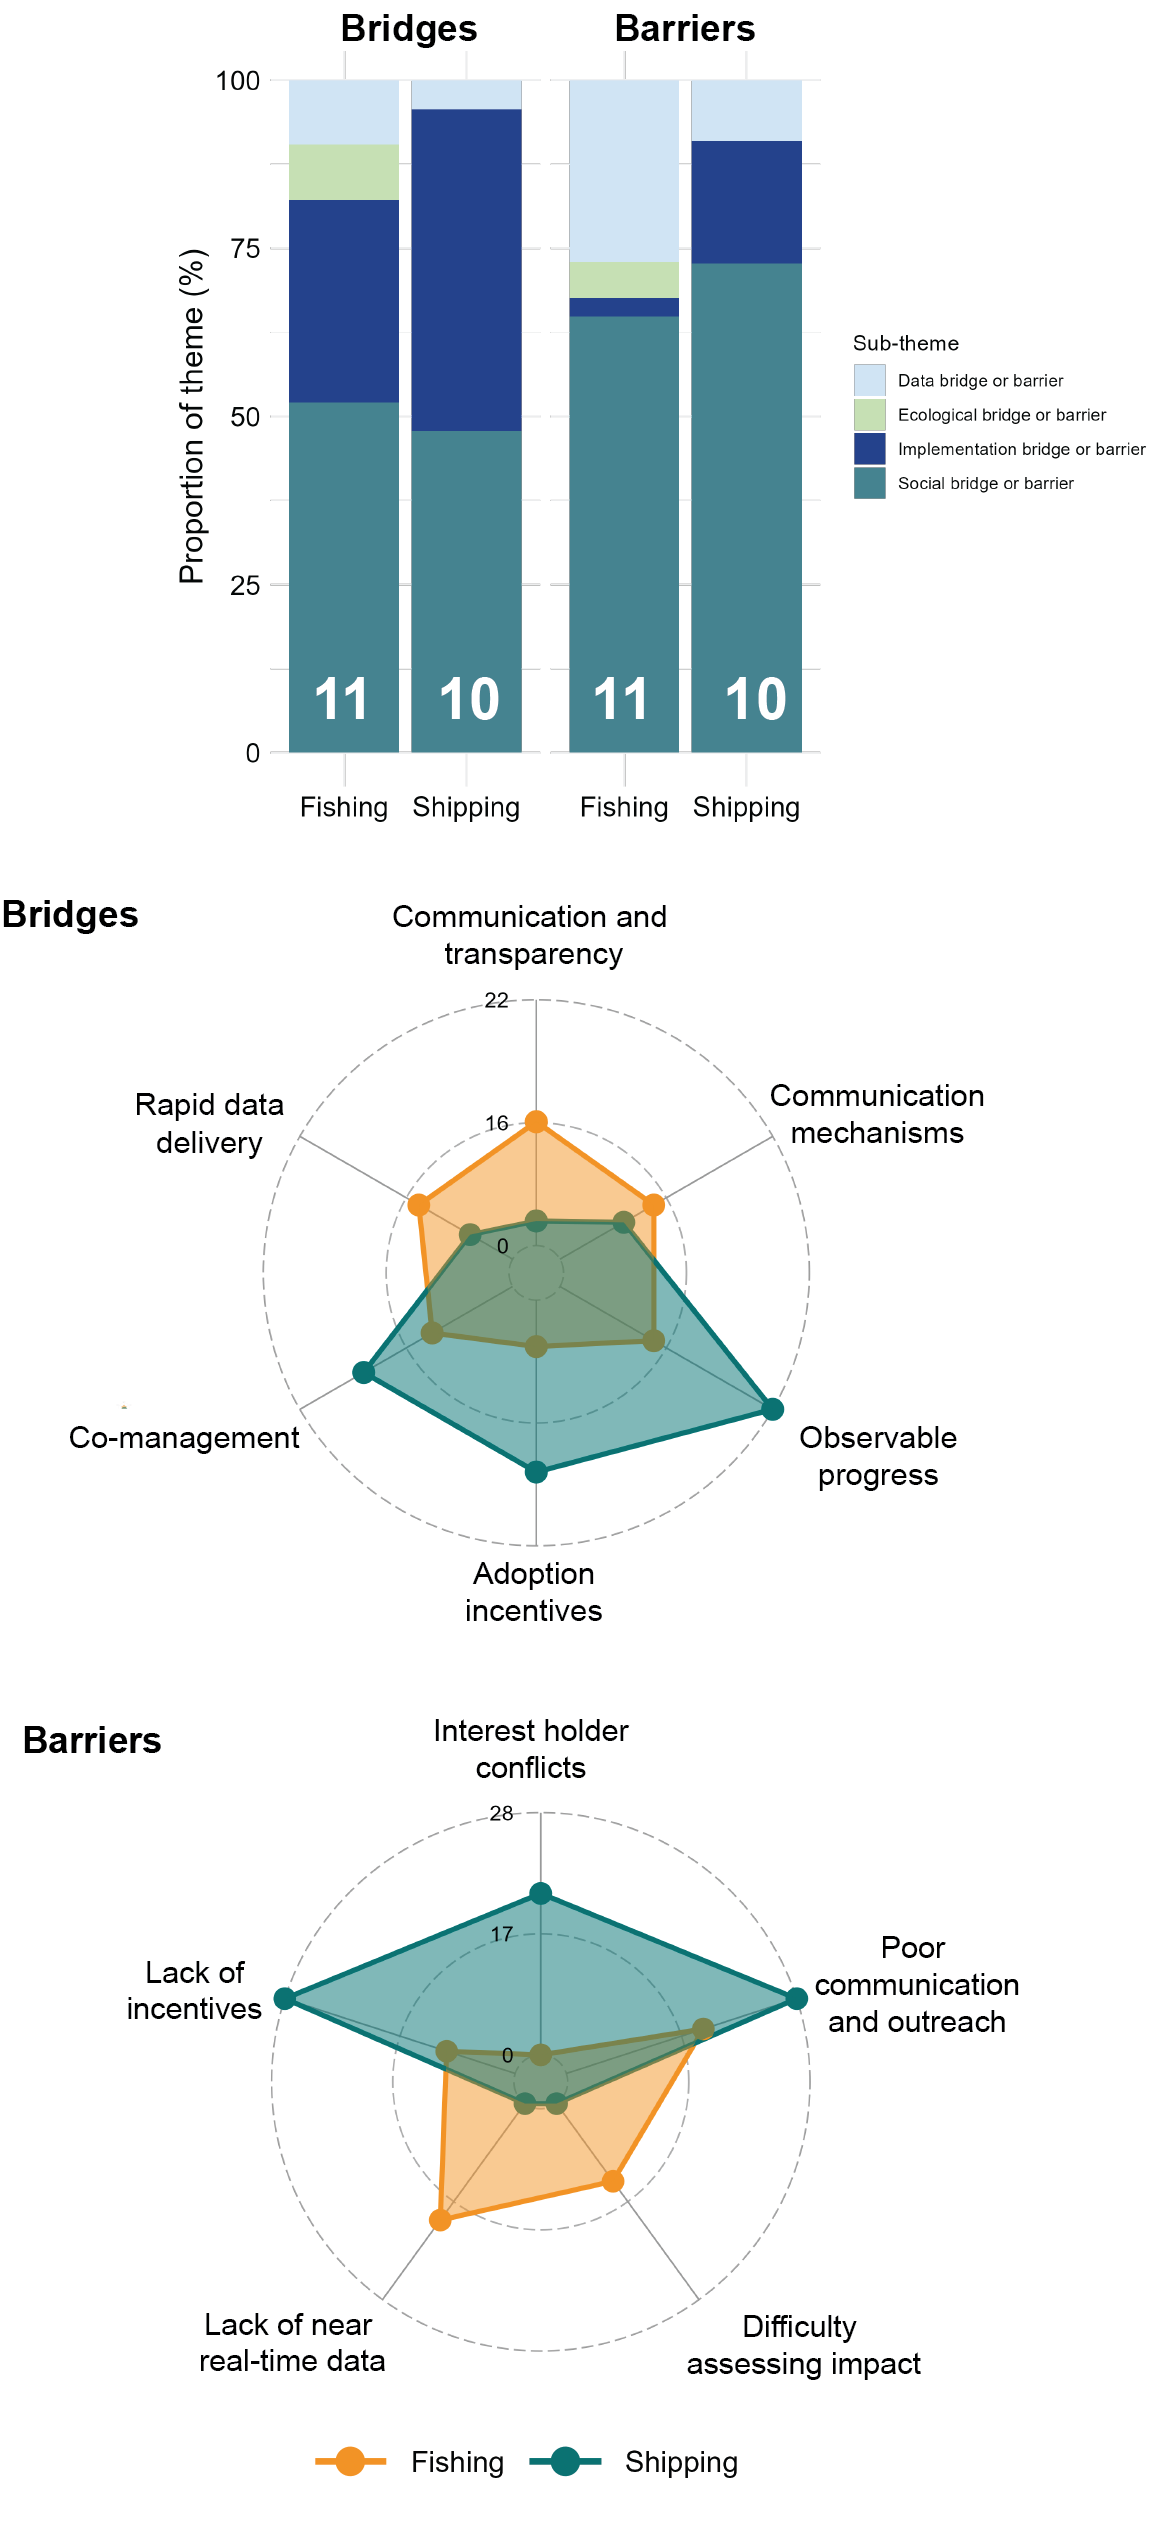 Bridges
Barriers
100
75
50
25
0
Proportion of theme (%)
11
10
11
10
Fishing
Shipping
Fishing
Shipping
Sub-theme
Data bridge or barrier
Ecological bridge or barrier
Implementation bridge or barrier
Social bridge or barrier
Bridges
Communication and
transparency
22
16
0
Communication
mechanisms
Rapid data
delivery
Co-management
Observable
progress
Adoption
incentives
Barriers
Interest holder
conflicts
28
17
0
Poor
communication
and outreach
Lack of
incentives
Lack of near
real-time data
Difficulty
assessing impact
Fishing
Shipping